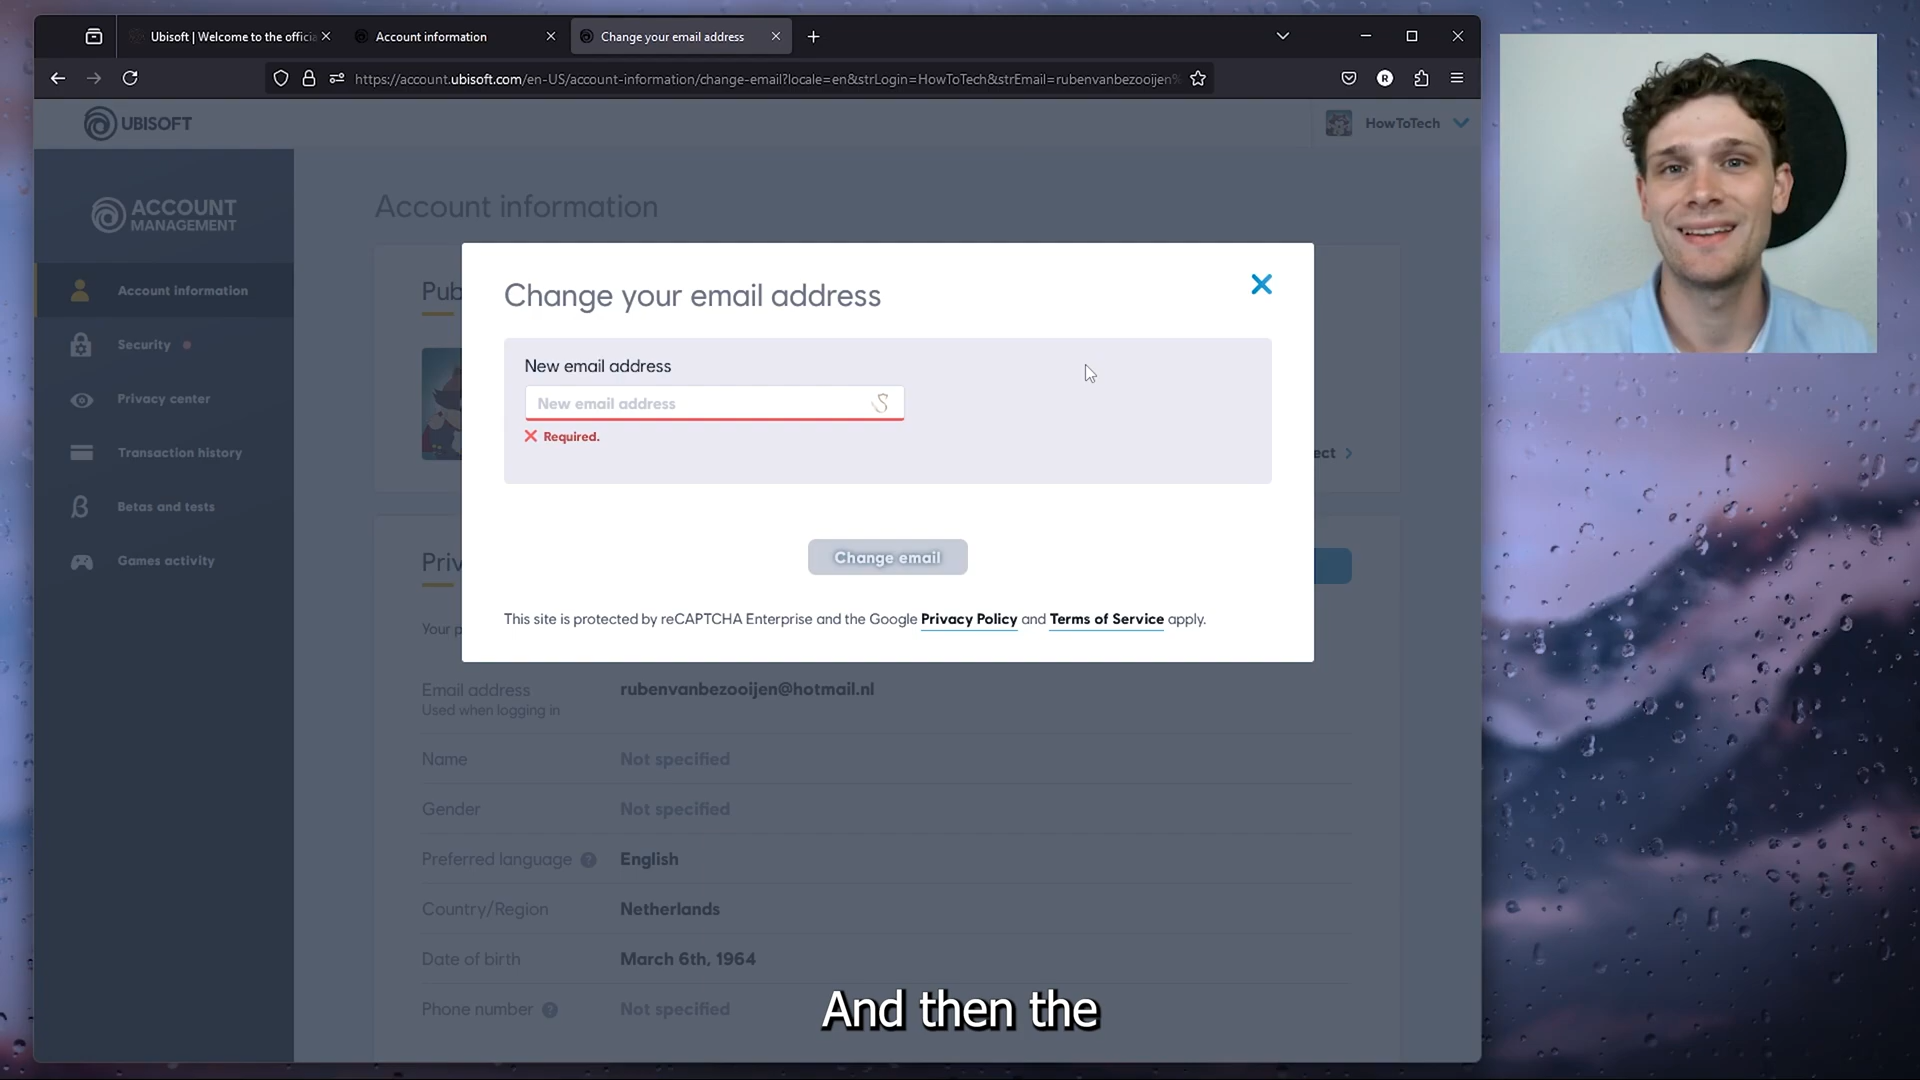 Ubisoft | Welcome to the officia
Account information
Change your email address
https://account.ubisoft.com/en-US/account-information/change-email?locale=en&strLogin=HowToTech&strEmail=rubenvanbezooijen%
R
UBISOFT
HowToTech
ACCOUNT
MANAGEMENT
Account information
Security
Privacy center
Transaction history
Betas and tests
Games activity
Account information
Pub
ect
Change your email address
New email address
New email address
Required.
Change email
This site is protected by reCAPTCHA Enterprise and the Google Privacy Policy and Terms of Service apply.
Priv
Your p
Email address rubenvanbezooijen@hotmail.nl
Used when logging in
Name Not specified
Gender Not specified
Preferred language ? English
Country/Region Netherlands
Date of birth March 6th, 1964
Phone number ? Not specified
And then the